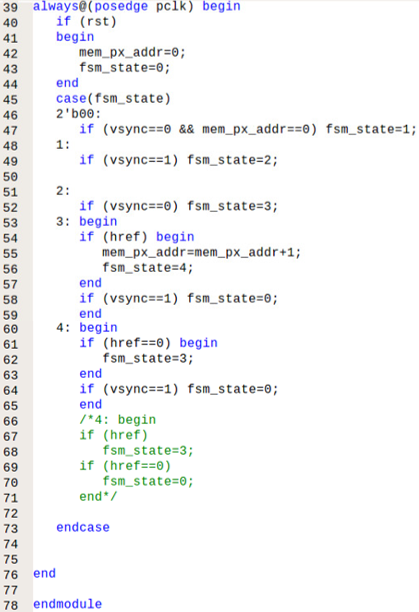 39 always@(posedge pclk) begin
40    if (rst)
41    begin
42       mem_px_addr=0;
43       fsm_state=0;
44    end
45    case(fsm_state)
46    2'b00:
47       if (vsync==0 && mem_px_addr==0) fsm_state=1;
48    1:
49       if (vsync==1) fsm_state=2;
50
51    2:
52       if (vsync==0) fsm_state=3;
53    3: begin
54       if (href) begin
55          mem_px_addr=mem_px_addr+1;
56          fsm_state=4;
57       end
58       if (vsync==1) fsm_state=0;
59       end
60    4: begin
61       if (href==0) begin
62          fsm_state=3;
63       end
64       if (vsync==1) fsm_state=0;
65       end
66       /*4: begin
67       if (href)
68          fsm_state=3;
69       if (href==0)
70          fsm_state=0;
71       end*/
72
73    endcase
74
75
76 end
77
78 endmodule